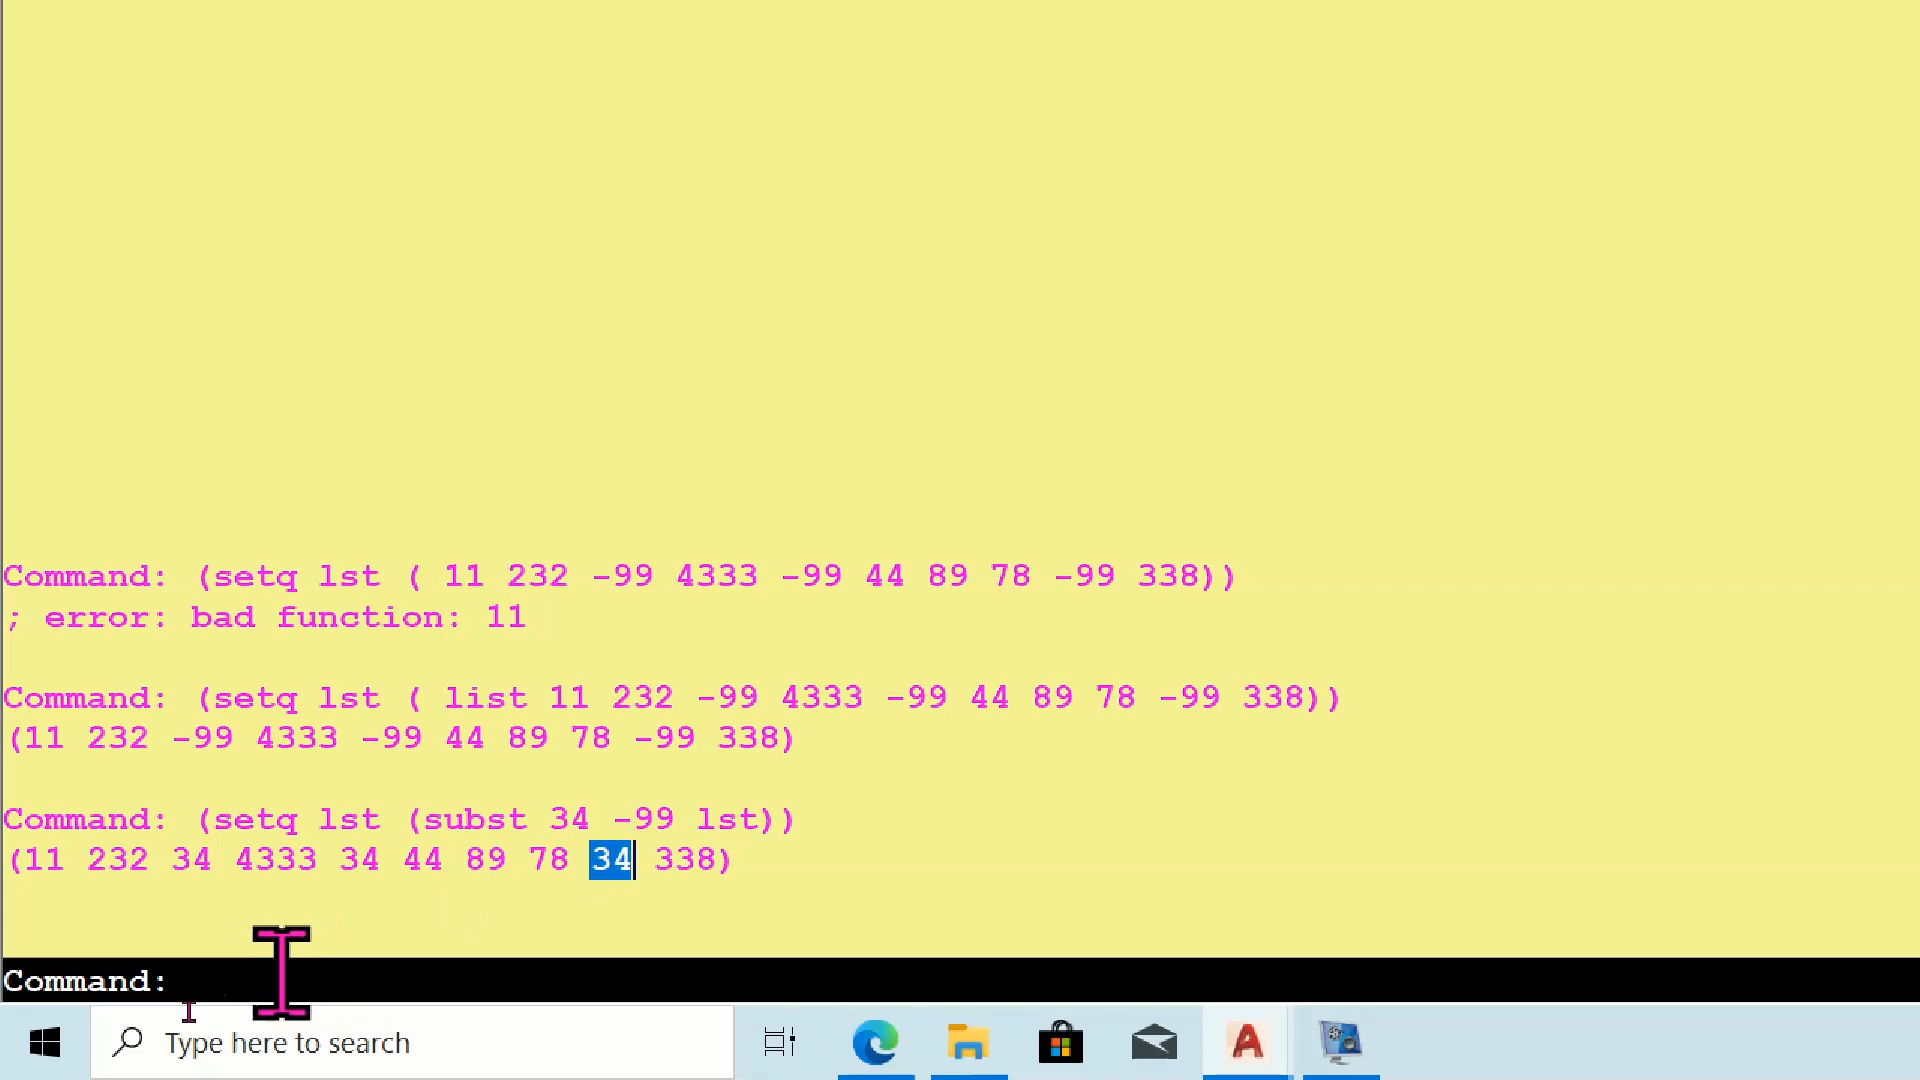 Command: (setq lst ( 11 232 -99 4333 -99 44 89 78 -99 338))
; error: bad function: 11
Command: (setq lst ( list 11 232 -99 4333 -99 44 89 78 -99 338))
(11 232 -99 4333 -99 44 89 78 -99 338)
Command: (setq lst (subst 34 -99 lst))
(11 232 34 4333 34 44 89 78 34 338)
Command:
Type here to search